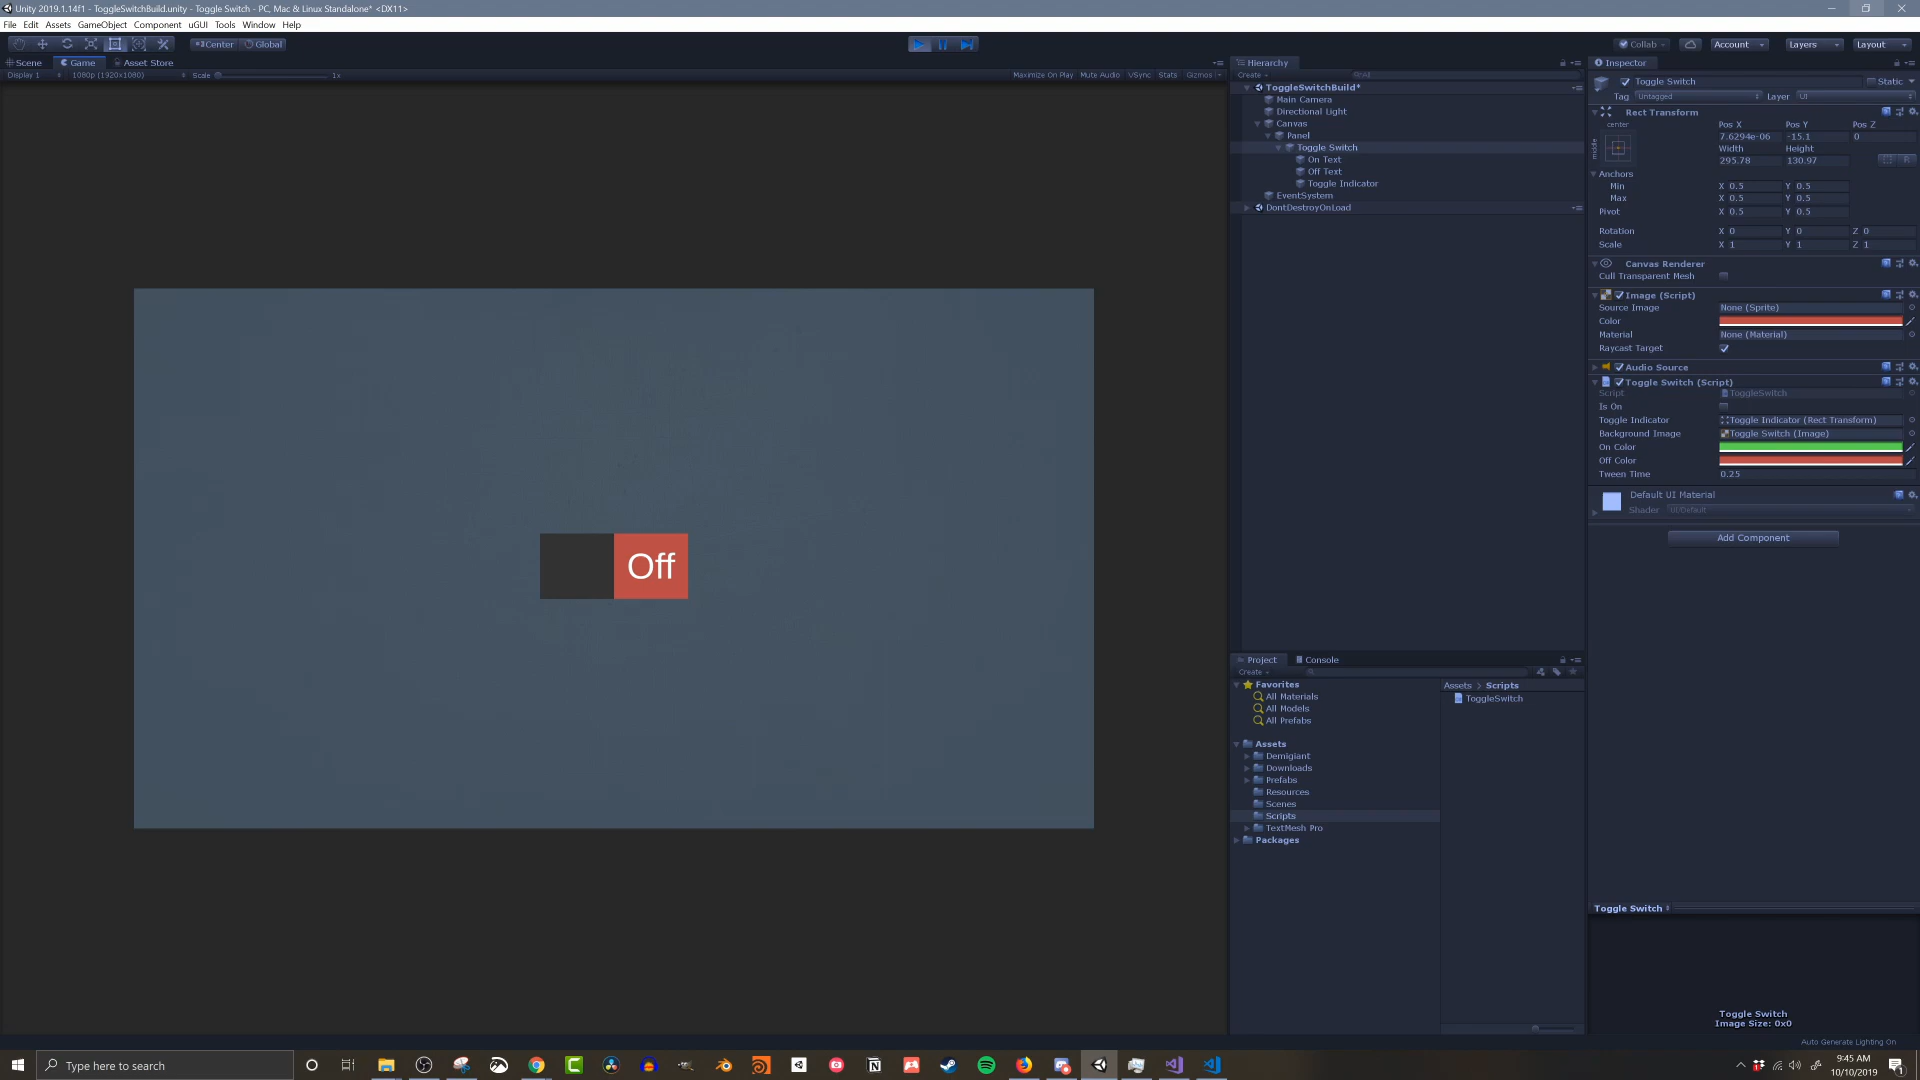 Unity 2019.1.14f1 - ToggleSwitchBuild.unity - Toggle Switch - PC, Mac & Linux Standalone* <DX11>
File Edit Assets GameObject Component uGUI Tools Window Help
Center Global
Collab Account Layers Layout
Scene Game Asset Store
Display 1 1080p (1920x1080) Scale 1x Maximize On Play Mute Audio VSync Stats Gizmos
Off
Hierarchy
Create All
ToggleSwitchBuild*
Main Camera
Directional Light
Canvas
Panel
Toggle Switch
On Text
Off Text
Toggle Indicator
EventSystem
DontDestroyOnLoad
Project Console
Create
Favorites
All Materials
All Models
All Prefabs
Assets
Demigiant
Downloads
Prefabs
Resources
Scenes
Scripts
TextMesh Pro
Packages
Assets > Scripts
ToggleSwitch
Inspector
Toggle Switch Static
Tag Untagged Layer UI
Rect Transform
center
middle
Pos X Pos Y Pos Z
7.6294e-06 -15.1 0
Width Height
295.78 130.97
R
Anchors
Min X 0.5 Y 0.5
Max X 0.5 Y 0.5
Pivot X 0.5 Y 0.5
Rotation X 0 Y 0 Z 0
Scale X 1 Y 1 Z 1
Canvas Renderer
Cull Transparent Mesh
Image (Script)
Source Image None (Sprite)
Color
Material None (Material)
Raycast Target
Audio Source
Toggle Switch (Script)
Script ToggleSwitch
Is On
Toggle Indicator Toggle Indicator (Rect Transform)
Background Image Toggle Switch (Image)
On Color
Off Color
Tween Time 0.25
Default UI Material
Shader UI/Default
Add Component
Toggle Switch
Toggle Switch
Image Size: 0x0
Auto Generate Lighting On
Type here to search
9:45 AM
10/10/2019
1